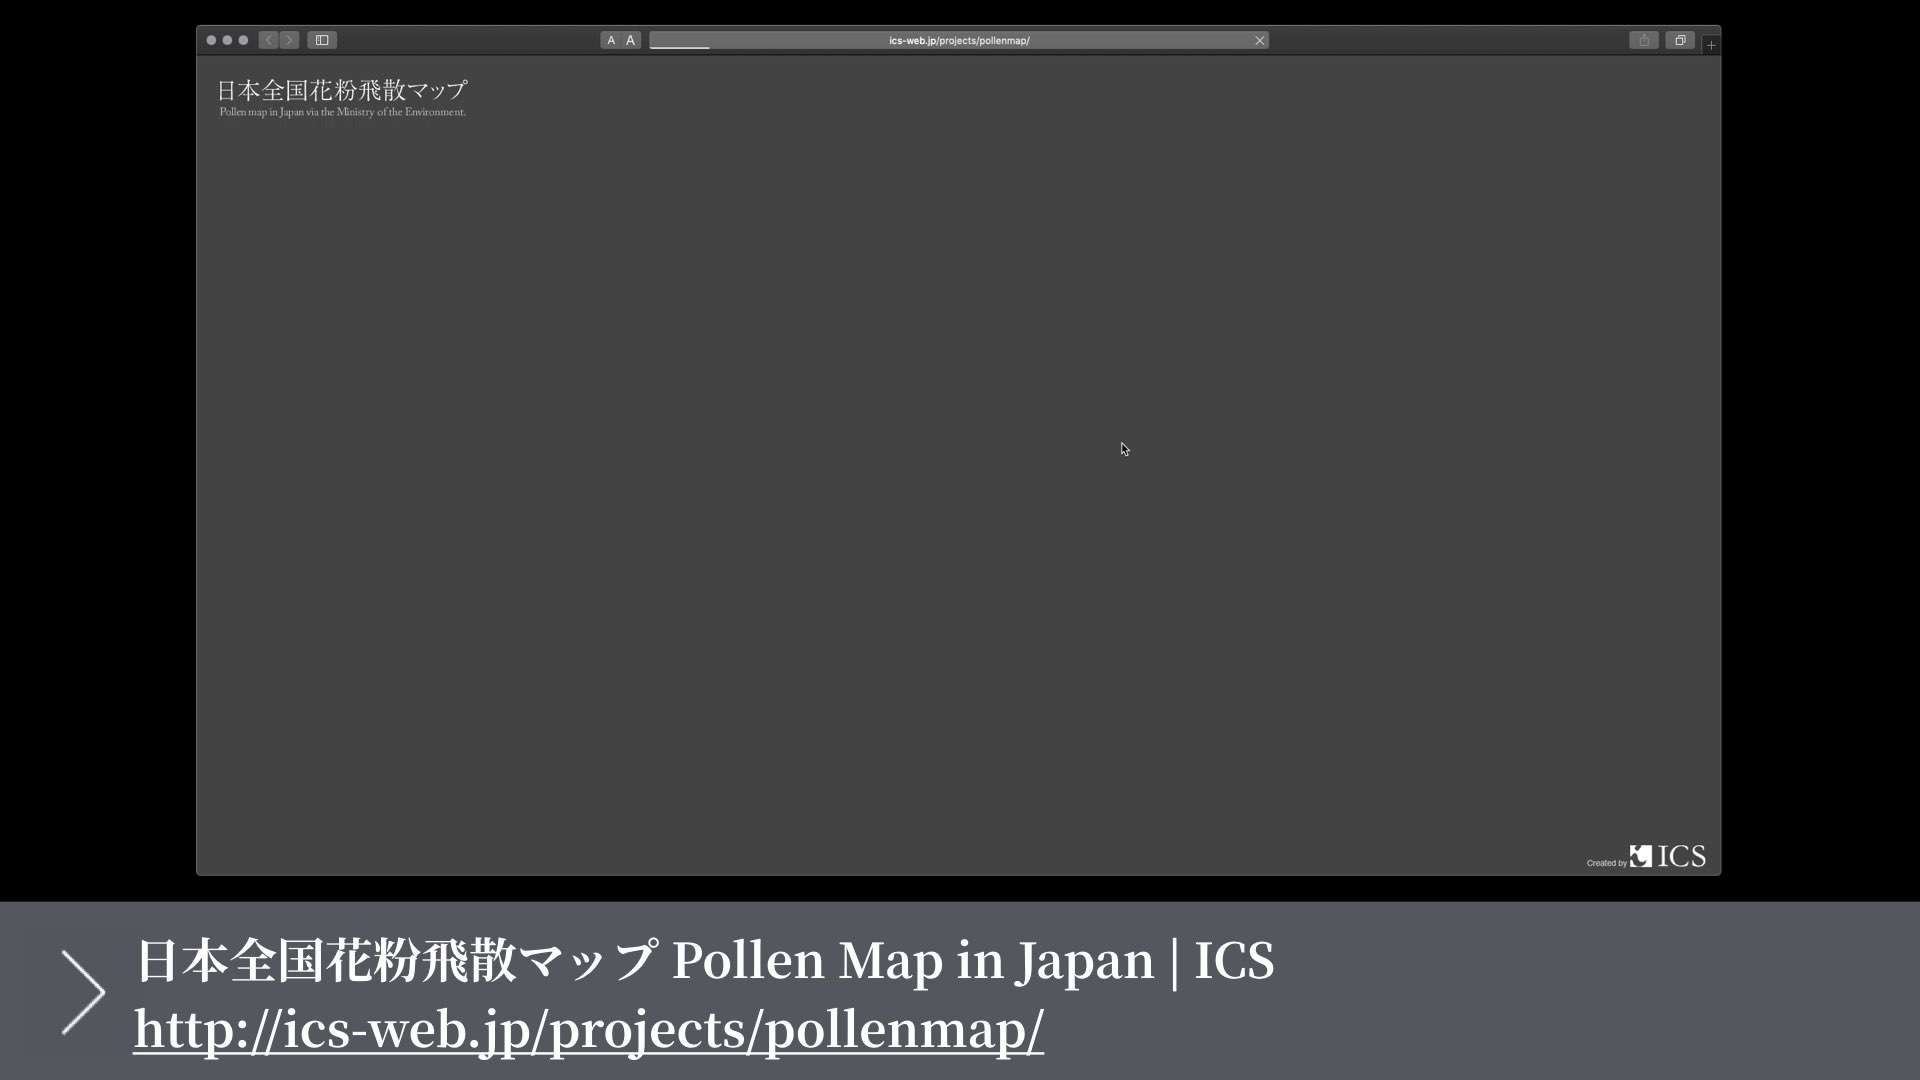 A A ics-web.jp/projects/pollenmap/
日本全国花粉飛散マップ
Pollen map in Japan via the Ministry of the Environment.
Created by ICS
日本全国花粉飛散マップ Pollen Map in Japan | ICS
http://ics-web.jp/projects/pollenmap/